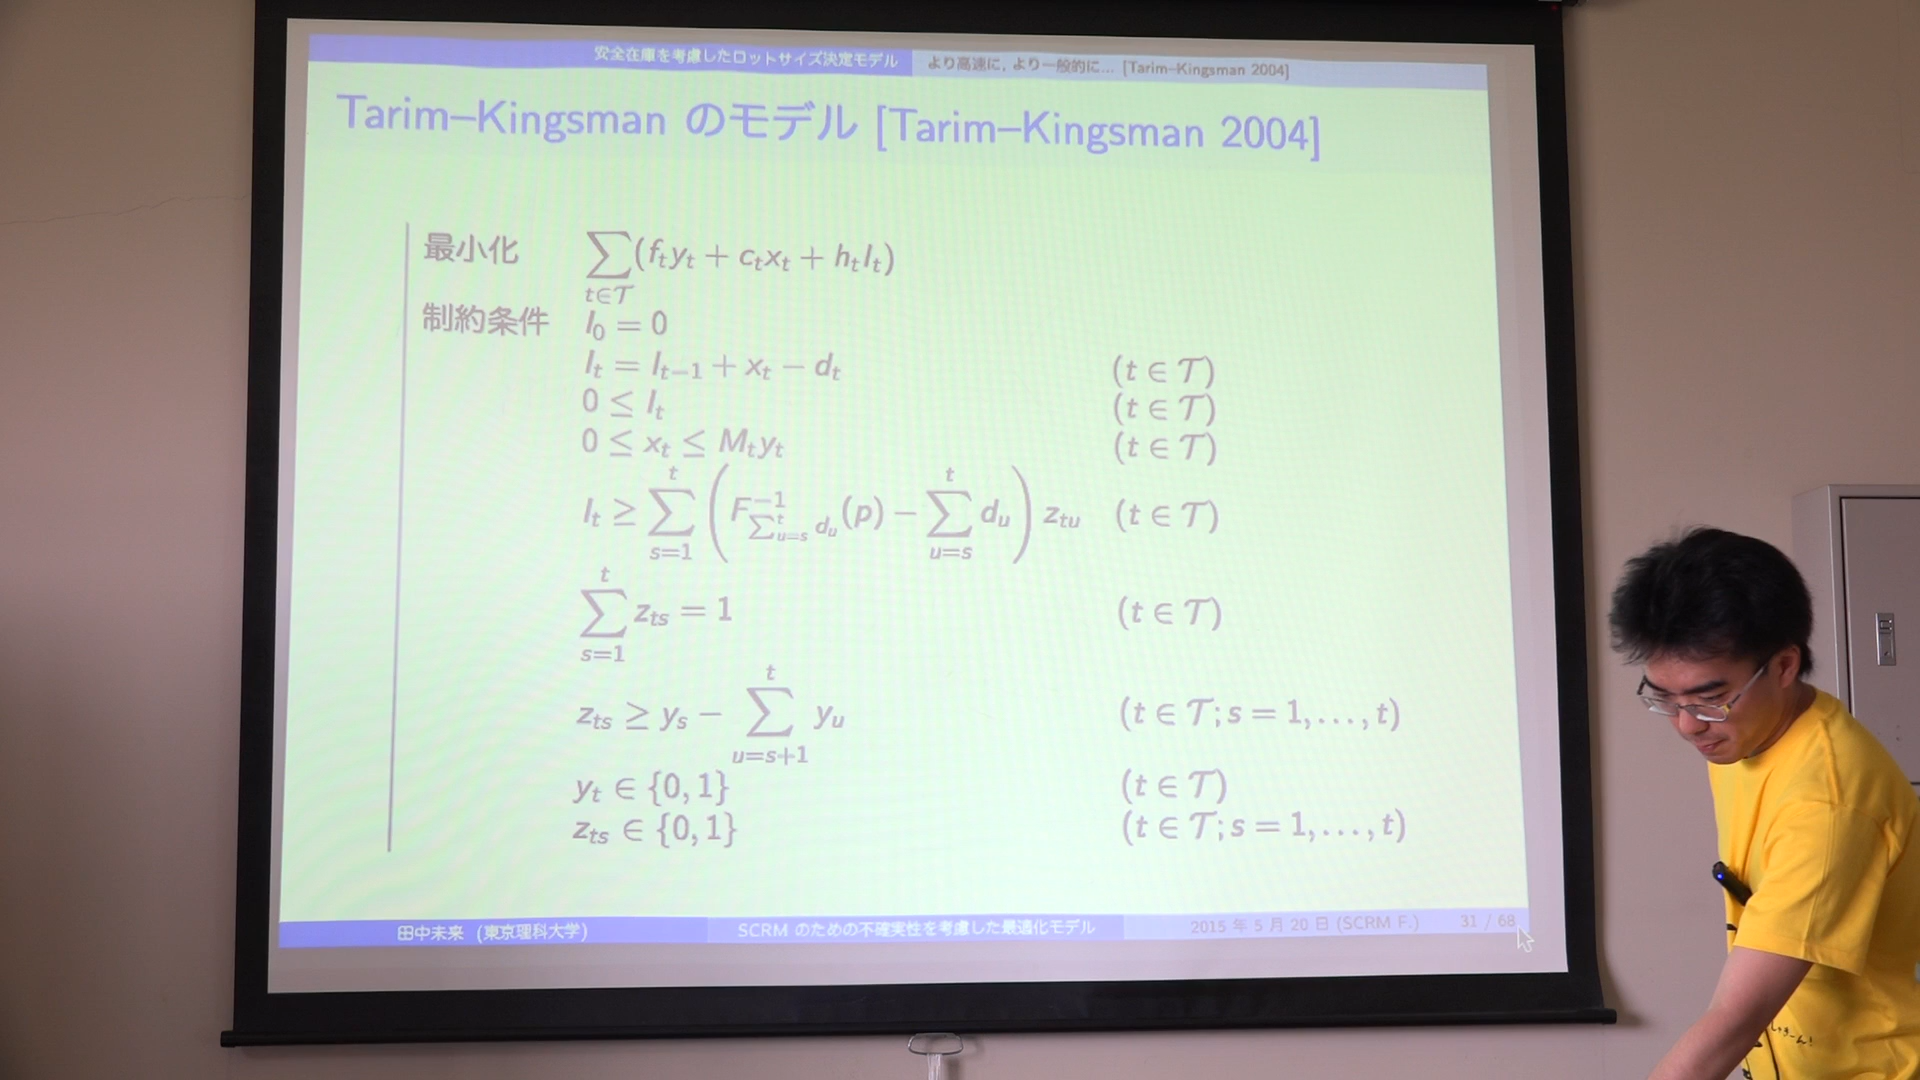 安全在庫を考慮したロットサイズ決定モデル より高速に, より一般的に... [Tarim–Kingsman 2004]
Tarim–Kingsman のモデル [Tarim–Kingsman 2004]
最小化 ∑_{t∈𝒯} (f_t y_t + c_t x_t + h_t I_t)
制約条件 I_0 = 0
I_t = I_{t−1} + x_t − d_t (t ∈ 𝒯)
0 ≤ I_t (t ∈ 𝒯)
0 ≤ x_t ≤ M_t y_t (t ∈ 𝒯)
I_t ≥ ∑_{s=1}^{t} ( F^{−1}_{∑_{u=s}^{t} d_u}(p) − ∑_{u=s}^{t} d_u ) z_{tu} (t ∈ 𝒯)
∑_{s=1}^{t} z_{ts} = 1 (t ∈ 𝒯)
z_{ts} ≥ y_s − ∑_{u=s+1}^{t} y_u (t ∈ 𝒯; s = 1, . . . , t)
y_t ∈ {0, 1} (t ∈ 𝒯)
z_{ts} ∈ {0, 1} (t ∈ 𝒯; s = 1, . . . , t)
田中未来 (東京理科大学) SCRM のための不確実性を考慮した最適化モデル 2015 年 5 月 20 日 (SCRM F.) 31 / 68